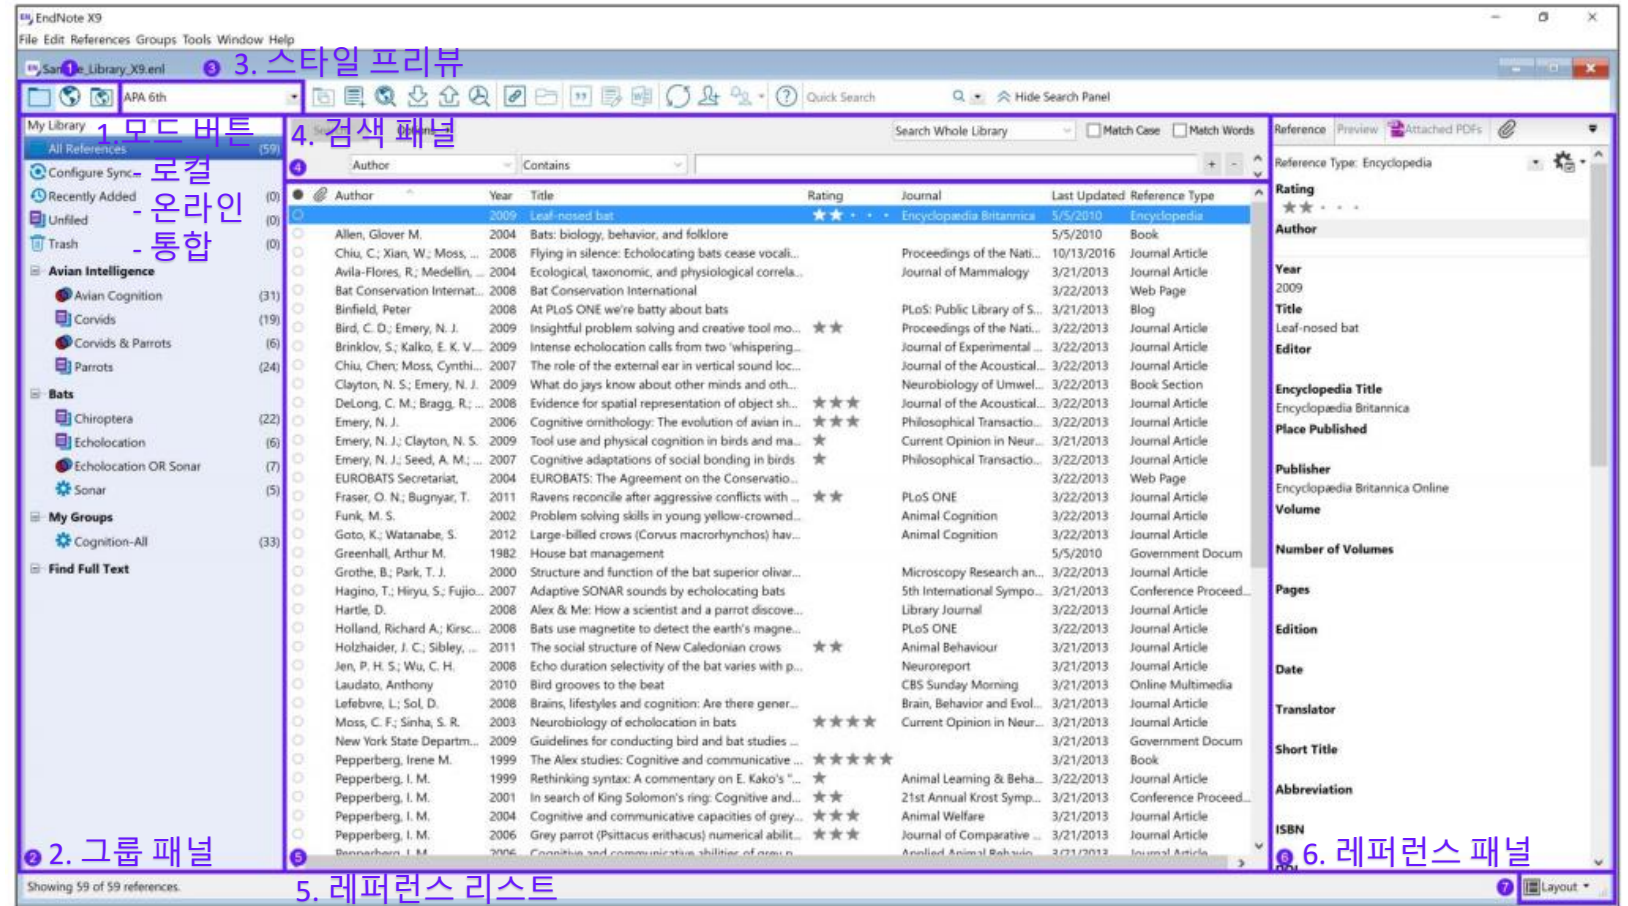 EndNote X9
File Edit References Groups Tools Window Help
Library_X9.enl
3. 스타일 프리뷰
APA 6th
Quick Search
Hide Search Panel
My Library
1.모드 버튼
- 로컬
- 온라인
- 통합
All References (59)
Configure Sync...
Recently Added (0)
Unfiled (0)
Trash (0)
Avian Intelligence
Avian Cognition (31)
Corvids (19)
Corvids & Parrots (6)
Parrots (24)
Bats
Chiroptera (22)
Echolocation (6)
Echolocation OR Sonar (7)
Sonar (5)
My Groups
Cognition-All (33)
Find Full Text
2 2. 그룹 패널
4. 검색 패널
Search Whole Library Match Case Match Words
4 Author Contains + -
Author Year Title Rating Journal Last Updated Reference Type
2009 Leaf-nosed bat Encyclopædia Britannica 5/5/2010 Encyclopedia
Allen, Glover M. 2004 Bats: biology, behavior, and folklore 5/5/2010 Book
Chiu, C.; Xian, W.; Moss, ... 2008 Flying in silence: Echolocating bats cease vocali... Proceedings of the Nati... 10/13/2016 Journal Article
Avila-Flores, R.; Medellin, ... 2004 Ecological, taxonomic, and physiological correla... Journal of Mammalogy 3/21/2013 Journal Article
Bat Conservation Internat... 2008 Bat Conservation International 3/22/2013 Web Page
Binfield, Peter 2008 At PLoS ONE we're batty about bats PLoS: Public Library of S... 3/21/2013 Blog
Bird, C. D.; Emery, N. J. 2009 Insightful problem solving and creative tool mo... Proceedings of the Nati... 3/22/2013 Journal Article
Brinklov, S.; Kalko, E. K. V.... 2009 Intense echolocation calls from two 'whispering... Journal of Experimental ... 3/22/2013 Journal Article
Chiu, Chen; Moss, Cynthi... 2007 The role of the external ear in vertical sound loc... Journal of the Acoustical... 3/22/2013 Journal Article
Clayton, N. S.; Emery, N. J. 2009 What do jays know about other minds and oth... Neurobiology of Umwel... 3/22/2013 Book Section
DeLong, C. M.; Bragg, R.; ... 2008 Evidence for spatial representation of object sh... Journal of the Acoustical... 3/22/2013 Journal Article
Emery, N. J. 2006 Cognitive ornithology: The evolution of avian in... Philosophical Transactio... 3/22/2013 Journal Article
Emery, N. J.; Clayton, N. S. 2009 Tool use and physical cognition in birds and ma... Current Opinion in Neur... 3/21/2013 Journal Article
Emery, N. J.; Seed, A. M.; ... 2007 Cognitive adaptations of social bonding in birds Philosophical Transactio... 3/22/2013 Journal Article
EUROBATS Secretariat, 2004 EUROBATS: The Agreement on the Conservatio... 3/22/2013 Web Page
Fraser, O. N.; Bugnyar, T. 2011 Ravens reconcile after aggressive conflicts with ... PLoS ONE 3/22/2013 Journal Article
Funk, M. S. 2002 Problem solving skills in young yellow-crowned... Animal Cognition 3/22/2013 Journal Article
Goto, K.; Watanabe, S. 2012 Large-billed crows (Corvus macrorhynchos) hav... Animal Cognition 3/22/2013 Journal Article
Greenhall, Arthur M. 1982 House bat management 5/5/2010 Government Docum
Grothe, B.; Park, T. J. 2000 Structure and function of the bat superior olivar... Microscopy Research an... 3/22/2013 Journal Article
Hagino, T.; Hiryu, S.; Fujio... 2007 Adaptive SONAR sounds by echolocating bats 5th International Sympo... 3/21/2013 Conference Proceed...
Hartle, D. 2008 Alex & Me: How a scientist and a parrot discove... Library Journal 3/22/2013 Journal Article
Holland, Richard A.; Kirsc... 2008 Bats use magnetite to detect the earth's magne... PLoS ONE 3/22/2013 Journal Article
Holzhaider, J. C.; Sibley, ... 2011 The social structure of New Caledonian crows Animal Behaviour 3/21/2013 Journal Article
Jen, P. H. S.; Wu, C. H. 2008 Echo duration selectivity of the bat varies with p... Neuroreport 3/21/2013 Journal Article
Laudato, Anthony 2010 Bird grooves to the beat CBS Sunday Morning 3/21/2013 Online Multimedia
Lefebvre, L.; Sol, D. 2008 Brains, lifestyles and cognition: Are there gener... Brain, Behavior and Evol... 3/21/2013 Journal Article
Moss, C. F.; Sinha, S. R. 2003 Neurobiology of echolocation in bats Current Opinion in Neur... 3/21/2013 Journal Article
New York State Departm... 2009 Guidelines for conducting bird and bat studies ... 3/21/2013 Government Docum
Pepperberg, Irene M. 1999 The Alex studies: Cognitive and communicative ... 3/21/2013 Book
Pepperberg, I. M. 1999 Rethinking syntax: A commentary on E. Kako's "... Animal Learning & Beha... 3/22/2013 Journal Article
Pepperberg, I. M. 2001 In search of King Solomon's ring: Cognitive and... 21st Annual Krost Symp... 3/21/2013 Conference Proceed...
Pepperberg, I. M. 2004 Cognitive and communicative capacities of grey... Animal Welfare 3/21/2013 Journal Article
Pepperberg, I. M. 2006 Grey parrot (Psittacus erithacus) numerical abilit... Journal of Comparative ... 3/21/2013 Journal Article
5 Pepperberg, I. M. 2006 Cognitive and communicative abilities of grey p... Applied Animal Behavio... 3/21/2013 Journal Article
Reference Preview Attached PDFs
Reference Type: Encyclopedia
Rating
Author
Year
2009
Title
Leaf-nosed bat
Editor
Encyclopedia Title
Encyclopædia Britannica
Place Published
Publisher
Encyclopædia Britannica Online
Volume
Number of Volumes
Pages
Edition
Date
Translator
Short Title
Abbreviation
ISBN
6 6. 레퍼런스 패널
Showing 59 of 59 references.
5. 레퍼런스 리스트
7 Layout